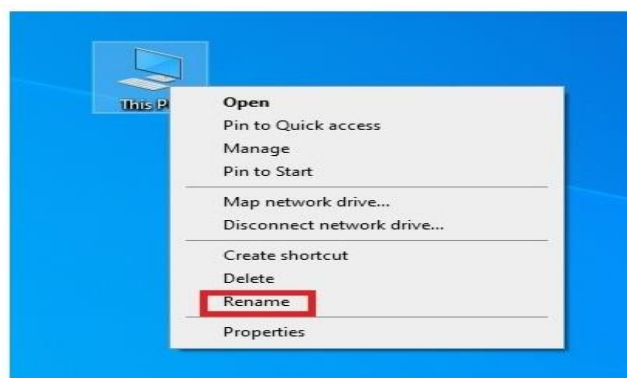 This P
Open
Pin to Quick access
Manage
Pin to Start
Map network drive...
Disconnect network drive...
Create shortcut
Delete
Rename
Properties